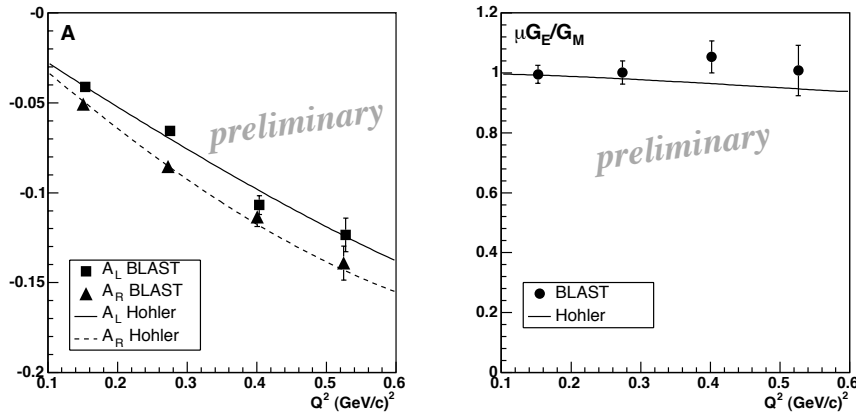 -0
-0.05
-0.1
-0.15
-0.2
A
preliminary
A_L BLAST
A_R BLAST
A_L Hohler
A_R Hohler
0.1 0.2 0.3 0.4 0.5 0.6
Q² (GeV/c)²
1.2
1
0.8
0.6
0.4
0.2
0
μG_E/G_M
preliminary
BLAST
Hohler
0.1 0.2 0.3 0.4 0.5 0.6
Q² (GeV/c)²